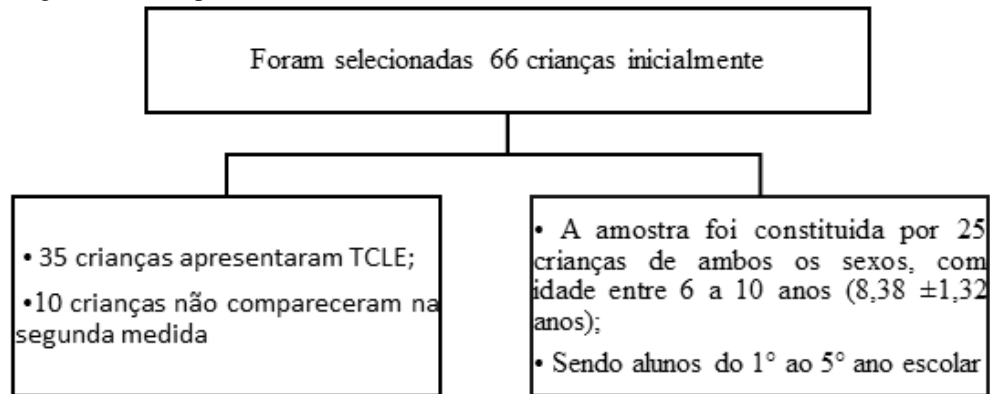 Foram selecionadas 66 crianças inicialmente
• 35 crianças apresentaram TCLE;
•10 crianças não compareceram na
segunda medida
• A amostra foi constituida por 25
crianças de ambos os sexos, com
idade entre 6 a 10 anos (8,38 ±1,32
anos);
• Sendo alunos do 1° ao 5° ano escolar